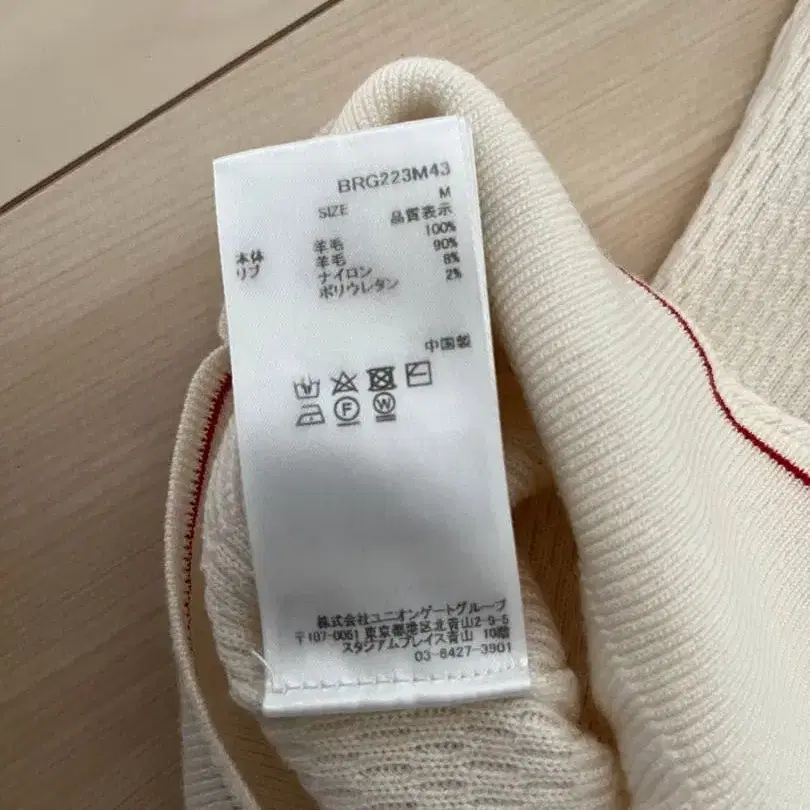 BRG223M43
SIZE M
品質表示
本体 羊毛 100%
リブ 羊毛 90%
ナイロン 8%
ポリウレタン 2%
中国製
F W
株式会社ユニオンゲートグループ
〒107-0061 東京都港区北青山2-9-5
スタジアムプレイス青山 10階
03-6427-3901